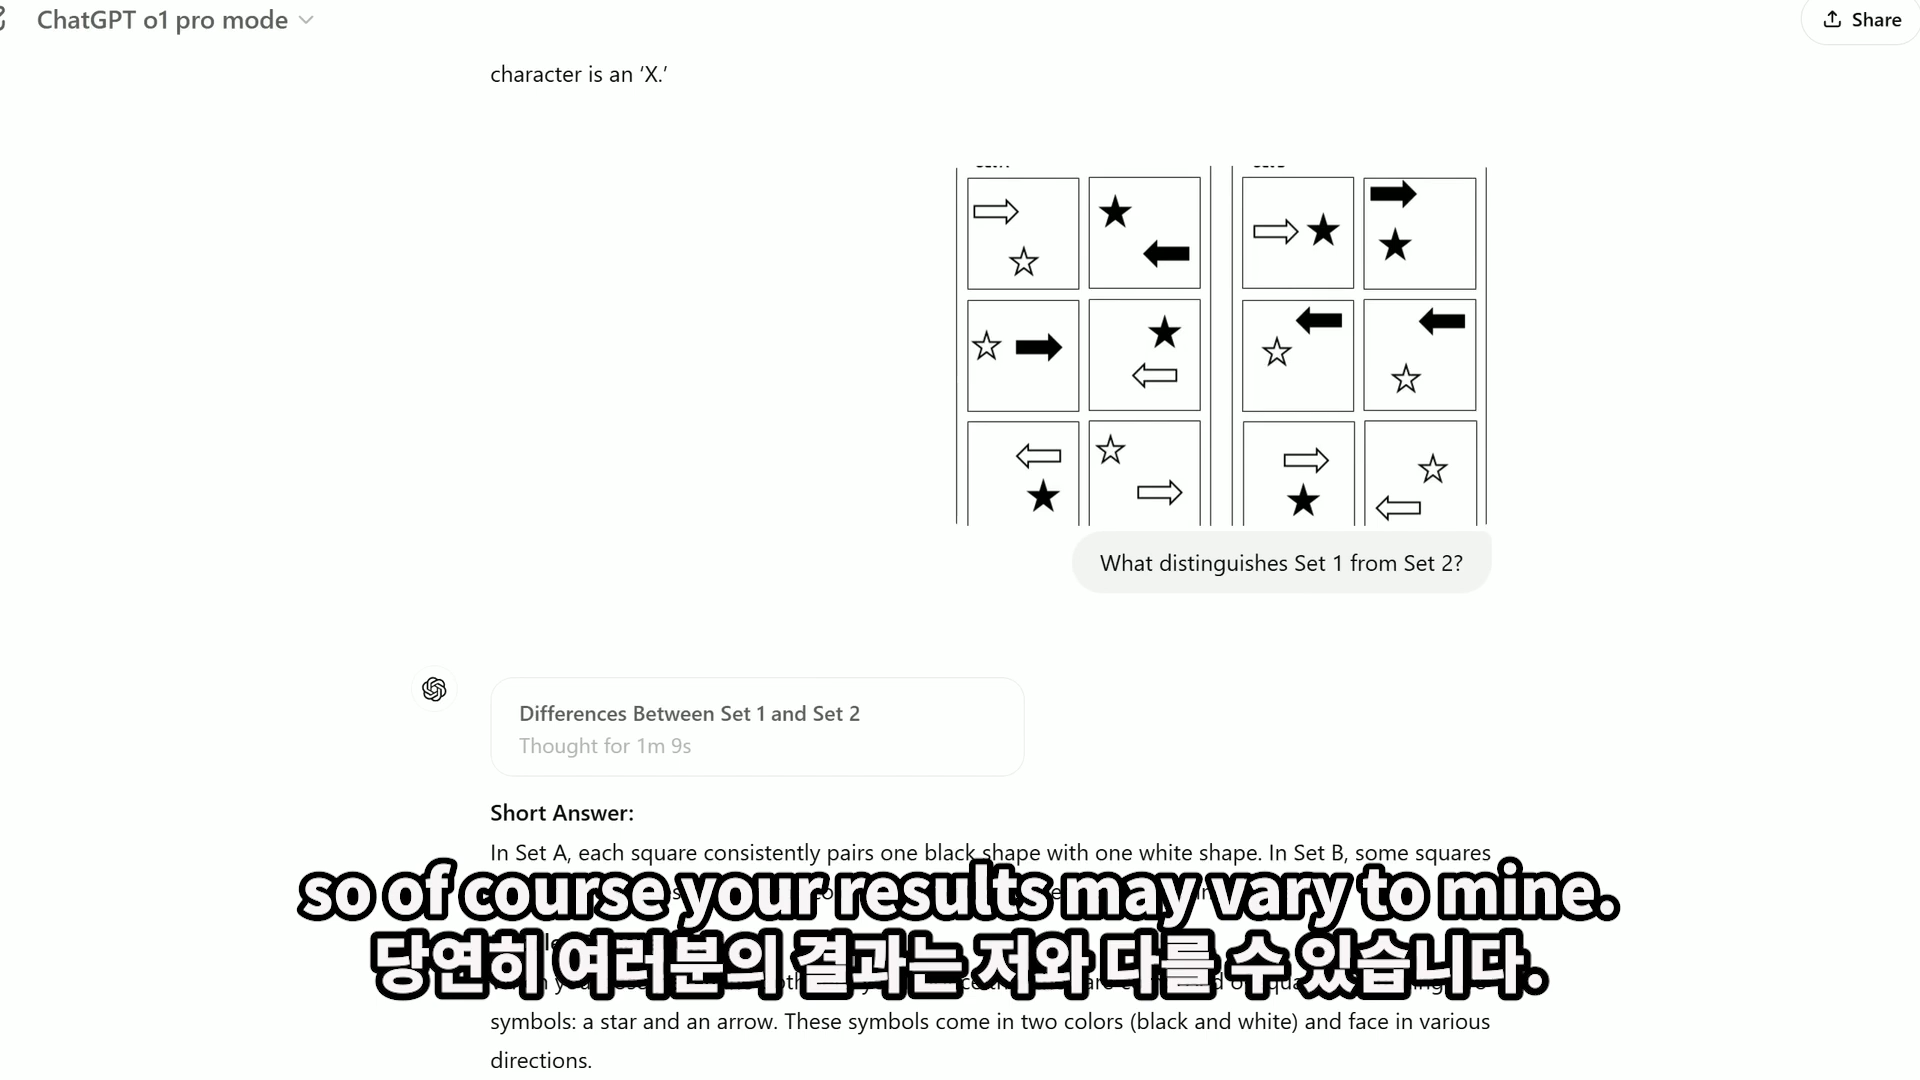 ChatGPT o1 pro mode
Share
character is an ‘X.’
What distinguishes Set 1 from Set 2?
Differences Between Set 1 and Set 2
Thought for 1m 9s
Short Answer:
In Set A, each square consistently pairs one black shape with one white shape. In Set B, some squares
so of course your results may vary to mine.
당연히 여러분의 결과는 저와 다를 수 있습니다.
symbols: a star and an arrow. These symbols come in two colors (black and white) and face in various
directions.